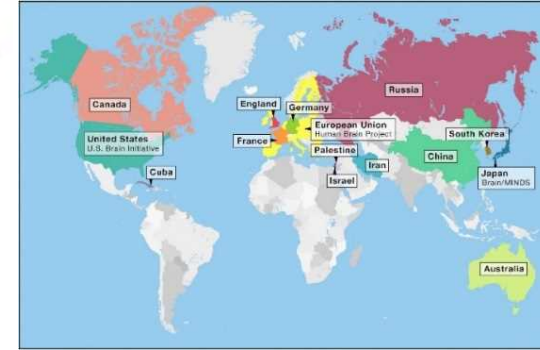 Canada
Russia
England
Germany
European Union
Human Brain Project
United States
U.S. Brain Initiative
France
South Korea
Palestine
China
Iran
Cuba
Israel
Japan
Brain/MINDS
Australia